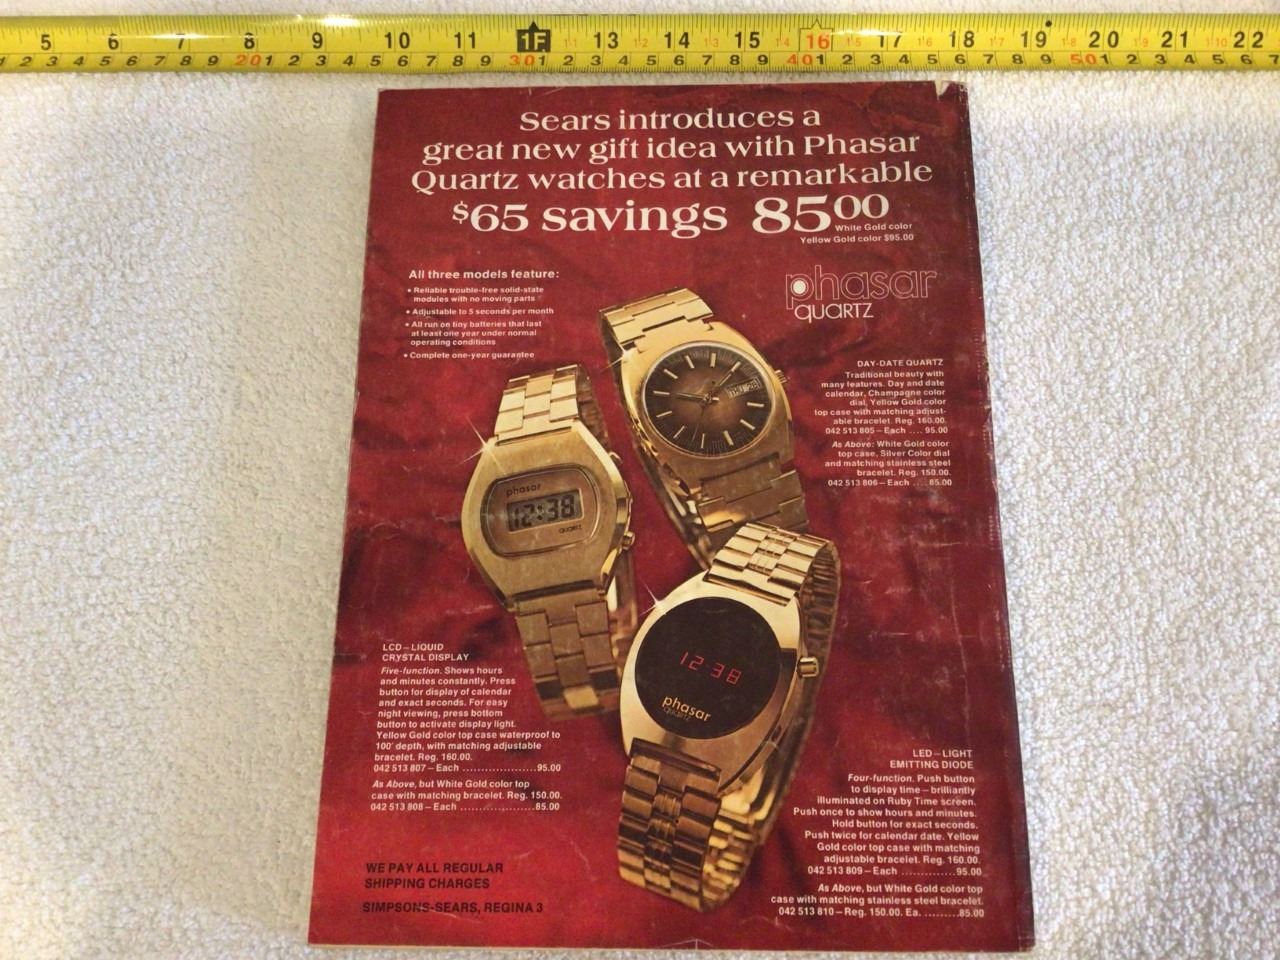 5 6 7 8 9 10 11 1F 13 14 15 16 17 18 19 20 21 22
Sears introduces a
great new gift idea with Phasar
Quartz watches at a remarkable
$65 savings 85 00
White Gold color
Yellow Gold color $95.00
All three models feature:
• Reliable trouble-free solid-state
modules with no moving parts
• Adjustable to 5 seconds per month
• All run on tiny batteries that last
at least one year under normal
operating conditions
• Complete one-year guarantee
phasar
QUARTZ
DAY-DATE QUARTZ
Traditional beauty with
many features. Day and date
calendar, Champagne color
dial, Yellow Gold color
top case with matching adjust-
able bracelet. Reg. 160.00.
042 513 805 – Each .... 95.00
As Above: White Gold color
top case, Silver Color dial
and matching stainless steel
bracelet. Reg. 150.00.
042 513 806 – Each .... 85.00
phasar
12:38
QUARTZ
12 38
phasar
QUARTZ
LCD – LIQUID
CRYSTAL DISPLAY
Five-function. Shows hours
and minutes constantly. Press
button for display of calendar
and exact seconds. For easy
night viewing, press bottom
button to activate display light.
Yellow Gold color top case waterproof to
100' depth, with matching adjustable
bracelet. Reg. 160.00.
042 513 807 – Each ...................95.00
As Above, but White Gold color top
case with matching bracelet. Reg. 150.00.
042 513 808 – Each ...................85.00
LED – LIGHT
EMITTING DIODE
Four-function. Push button
to display time – brilliantly
illuminated on Ruby Time screen.
Push once to show hours and minutes.
Hold button for exact seconds.
Push twice for calendar date. Yellow
Gold color top case with matching
adjustable bracelet. Reg. 160.00.
042 513 809 – Each ..............95.00
As Above, but White Gold color top
case with matching stainless steel bracelet.
042 513 810 – Reg. 150.00. Ea. .........85.00
WE PAY ALL REGULAR
SHIPPING CHARGES
SIMPSONS-SEARS, REGINA 3